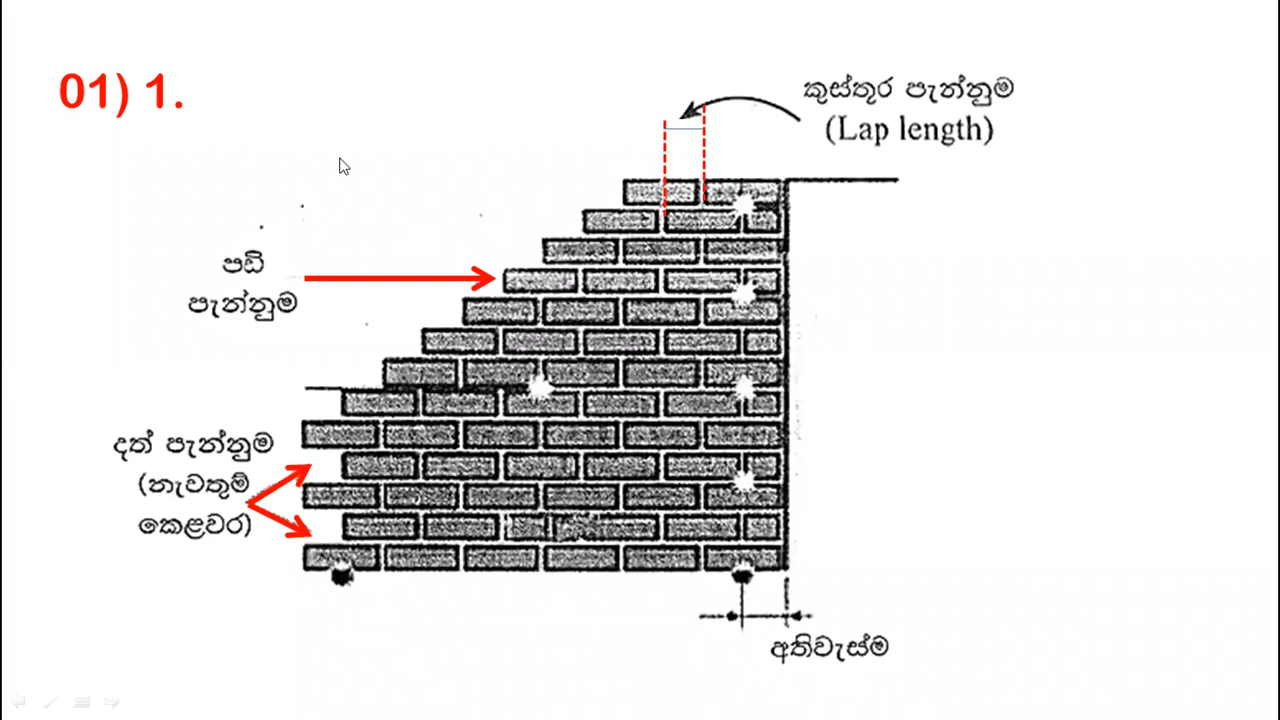 01) 1.
කුස්තූර පැන්නුම
(Lap length)
පඩි
පැන්නුම
දත් පැන්නුම
(නැවතුම්
කෙළවර)
අතිවැස්ම